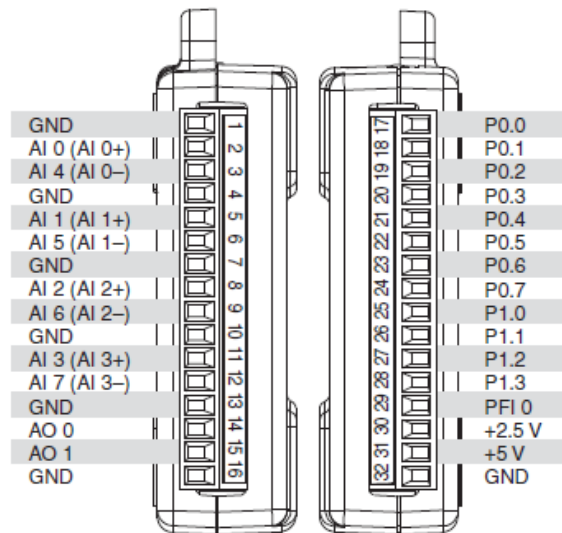 GND 1 17 P0.0
AI 0 (AI 0+) 2 18 P0.1
AI 4 (AI 0–) 3 19 P0.2
GND 4 20 P0.3
AI 1 (AI 1+) 5 21 P0.4
AI 5 (AI 1–) 6 22 P0.5
GND 7 23 P0.6
AI 2 (AI 2+) 8 24 P0.7
AI 6 (AI 2–) 9 25 P1.0
GND 10 26 P1.1
AI 3 (AI 3+) 11 27 P1.2
AI 7 (AI 3–) 12 28 P1.3
GND 13 29 PFI 0
AO 0 14 30 +2.5 V
AO 1 15 31 +5 V
GND 16 32 GND